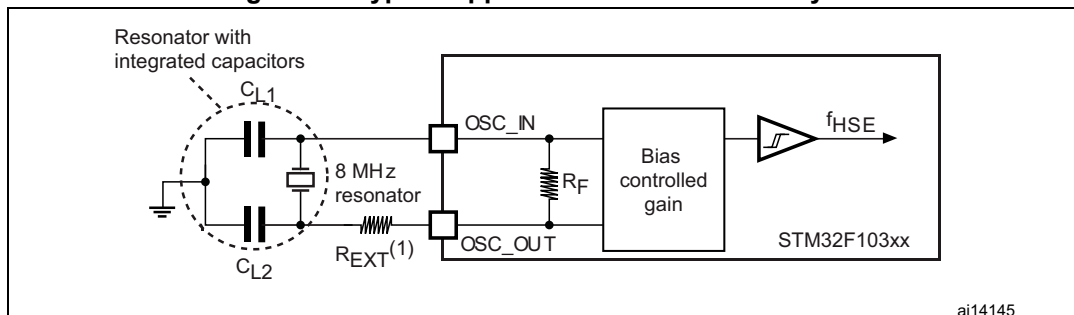 Resonator with
integrated capacitors
CL1
OSC_IN
fHSE
8 MHz
resonator
RF
Bias
controlled
gain
OSC_OUT
STM32F103xx
REXT(1)
CL2
ai14145